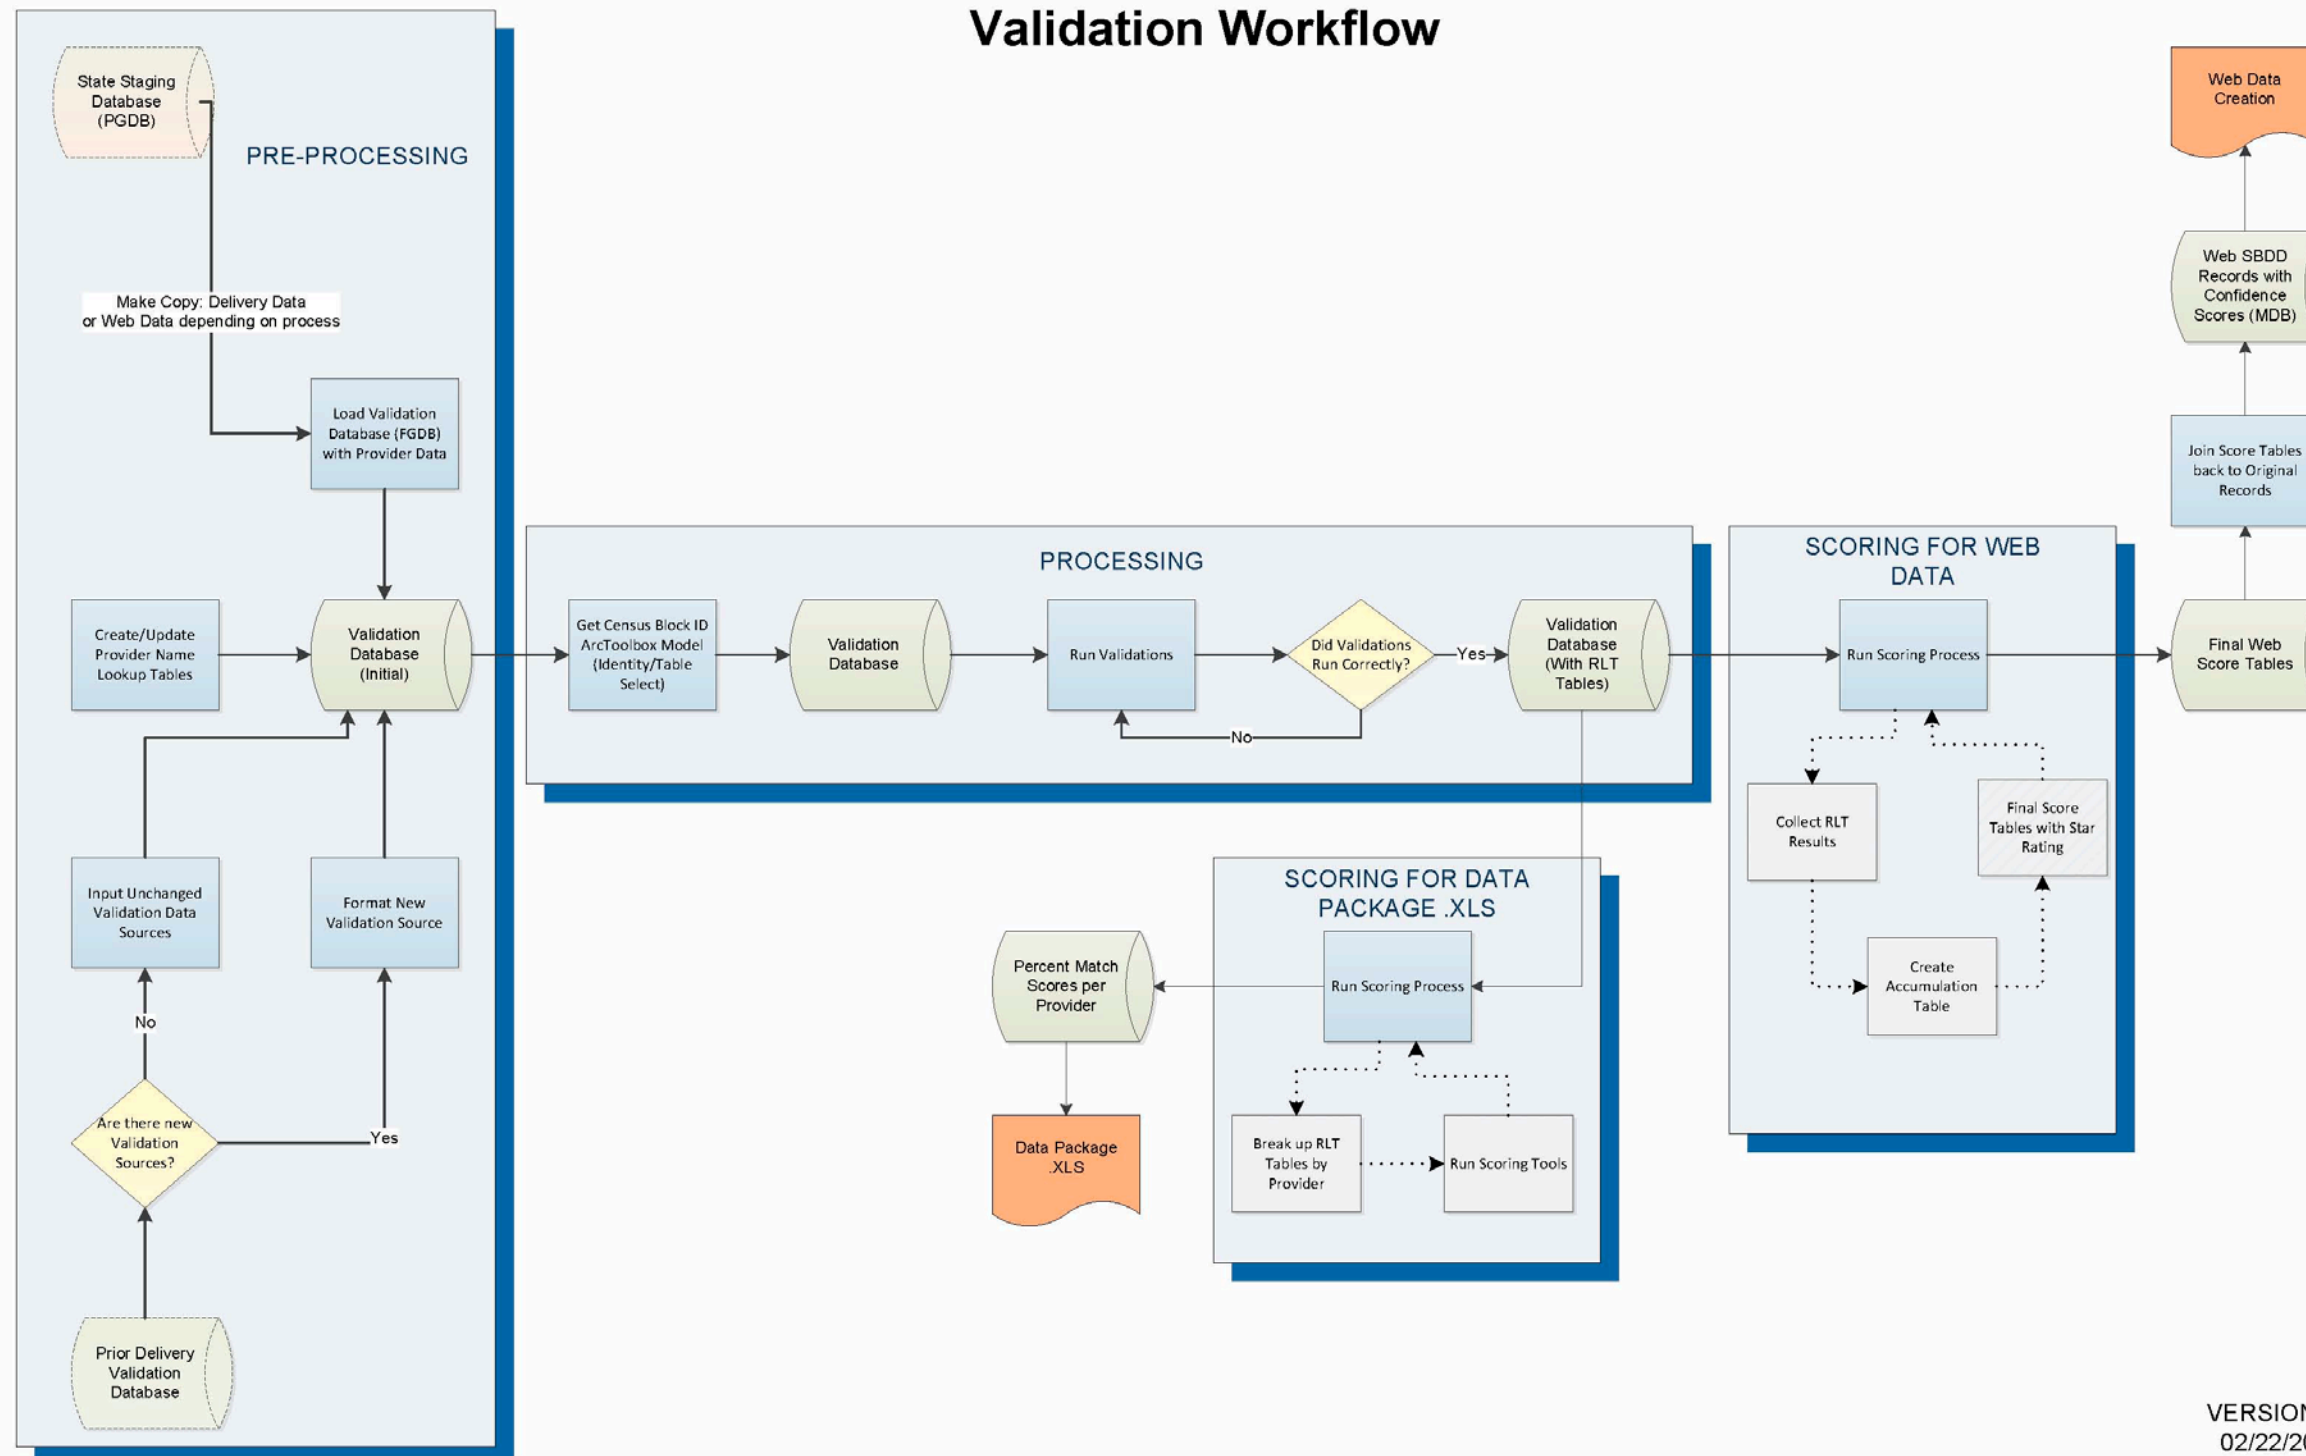 Validation Workflow
State Staging
Database
(PGDB)
PRE-PROCESSING
Make Copy: Delivery Data
or Web Data depending on process
Load Validation
Database (FGDB)
with Provider Data
Create/Update
Provider Name
Lookup Tables
Validation
Database
(Initial)
Input Unchanged
Validation Data
Sources
Format New
Validation Source
No
Are there new
Validation
Sources?
Yes
Prior Delivery
Validation
Database
PROCESSING
Get Census Block ID
ArcToolbox Model
(Identity/Table
Select)
Validation
Database
Run Validations
Did Validations
Run Correctly?
Yes
No
Validation
Database
(With RLT
Tables)
SCORING FOR DATA
PACKAGE .XLS
Run Scoring Process
Percent Match
Scores per
Provider
Data Package
.XLS
Break up RLT
Tables by
Provider
Run Scoring Tools
SCORING FOR WEB
DATA
Run Scoring Process
Collect RLT
Results
Create
Accumulation
Table
Final Score
Tables with Star
Rating
Final Web
Score Tables
Join Score Tables
back to Original
Records
Web SBDD
Records with
Confidence
Scores (MDB)
Web Data
Creation
VERSION
02/22/20